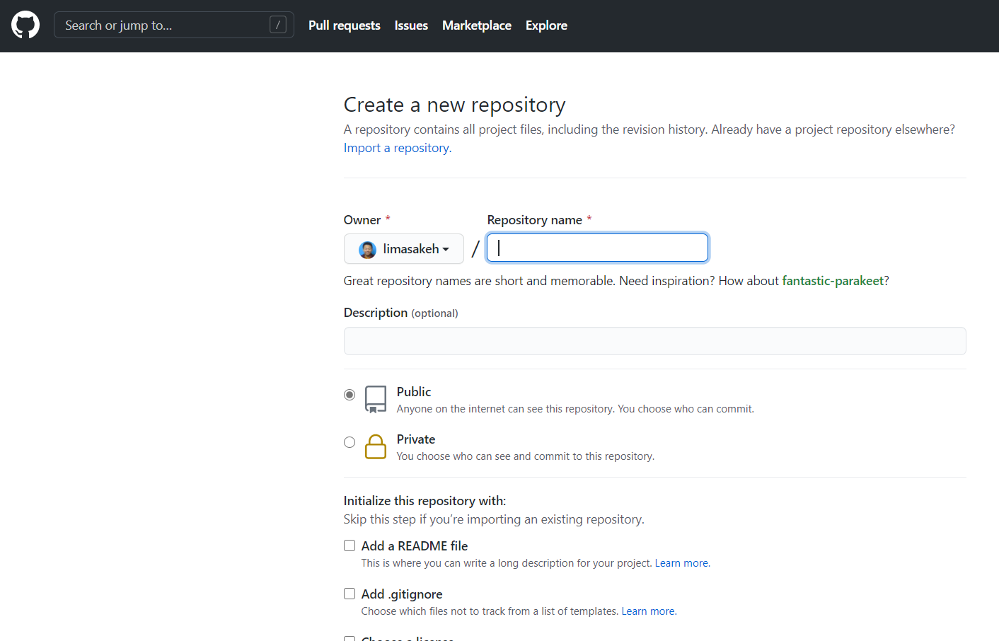 Search or jump to... / Pull requests Issues Marketplace Explore
Create a new repository
A repository contains all project files, including the revision history. Already have a project repository elsewhere?
Import a repository.
Owner * Repository name *
limasakeh /
Great repository names are short and memorable. Need inspiration? How about fantastic-parakeet?
Description (optional)
Public
Anyone on the internet can see this repository. You choose who can commit.
Private
You choose who can see and commit to this repository.
Initialize this repository with:
Skip this step if you’re importing an existing repository.
Add a README file
This is where you can write a long description for your project. Learn more.
Add .gitignore
Choose which files not to track from a list of templates. Learn more.
Choose a license